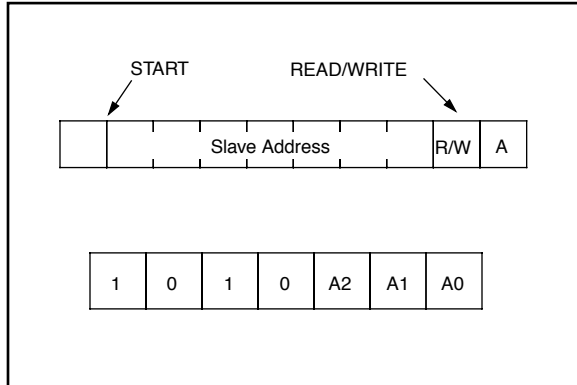 START READ/WRITE
Slave Address R/W A
1 0 1 0 A2 A1 A0